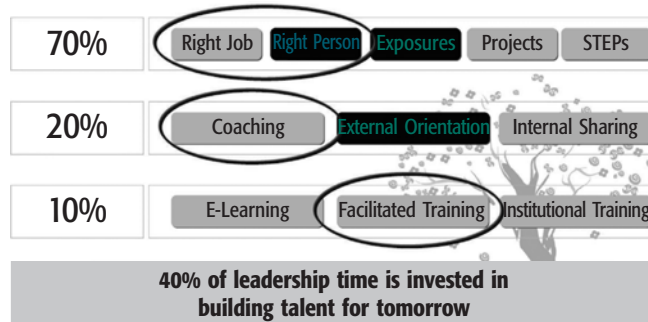 70% Right Job Right Person Exposures Projects STEPs
20% Coaching External Orientation Internal Sharing
10% E-Learning Facilitated Training Institutional Training
40% of leadership time is invested in
building talent for tomorrow